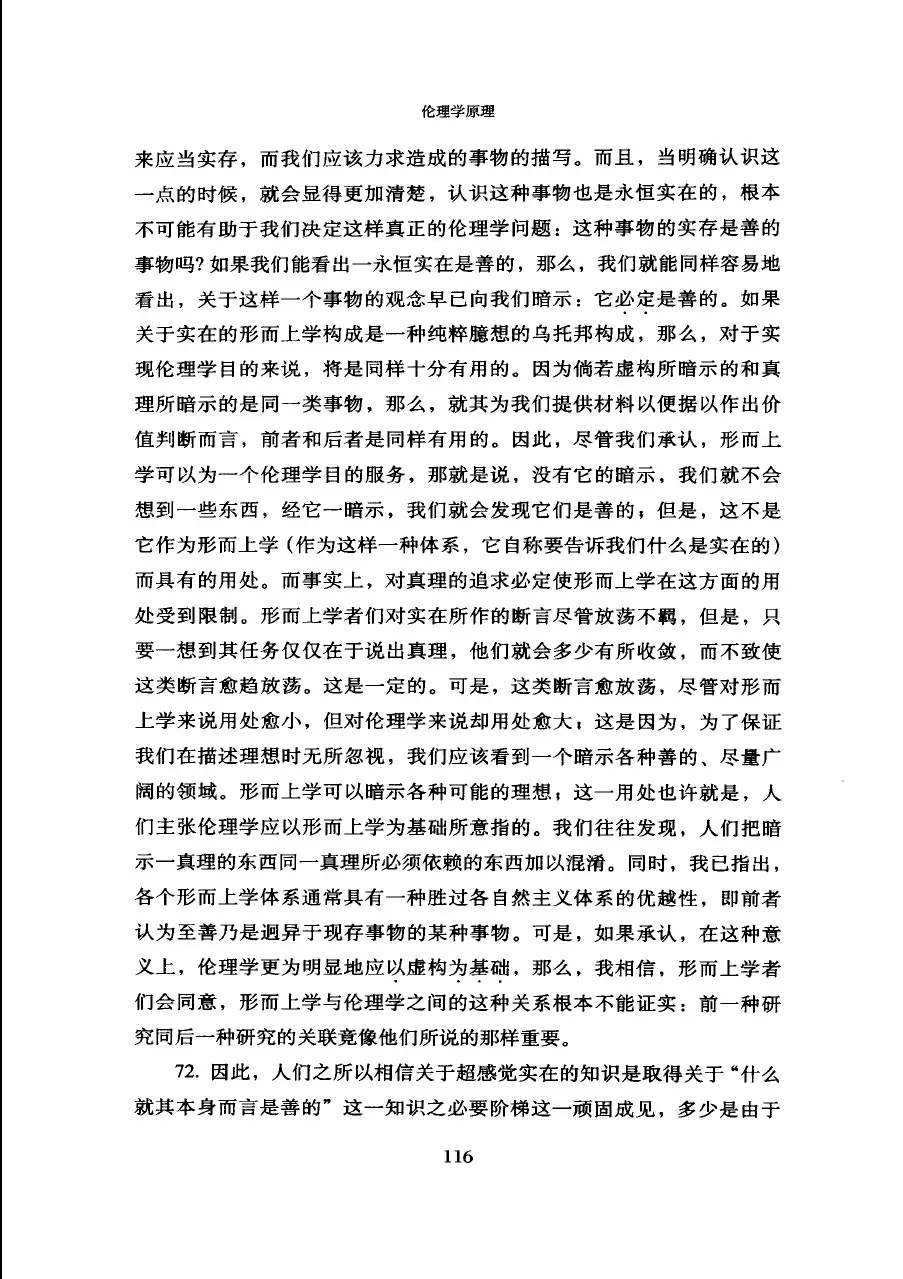 伦理学原理
来应当实存，而我们应该力求造成的事物的描写。而且，当明确认识这
一点的时候，就会显得更加清楚，认识这种事物也是永恒实在的，根本
不可能有助于我们决定这样真正的伦理学问题：这种事物的实存是善的
事物吗？如果我们能看出一永恒实在是善的，那么，我们就能同样容易地
看出，关于这样一个事物的观念早已向我们暗示：它必定是善的。如果
关于实在的形而上学构成是一种纯粹臆想的乌托邦构成，那么，对于实
现伦理学目的来说，将是同样十分有用的。因为倘若虚构所暗示的和真
理所暗示的是同一类事物，那么，就其为我们提供材料以便据以作出价
值判断而言，前者和后者是同样有用的。因此，尽管我们承认，形而上
学可以为一个伦理学目的服务，那就是说，没有它的暗示，我们就不会
想到一些东西，经它一暗示，我们就会发现它们是善的；但是，这不是
它作为形而上学（作为这样一种体系，它自称要告诉我们什么是实在的）
而具有的用处。而事实上，对真理的追求必定使形而上学在这方面的用
处受到限制。形而上学者们对实在所作的断言尽管放荡不羁，但是，只
要一想到其任务仅仅在于说出真理，他们就会多少有所收敛，而不致使
这类断言愈趋放荡。这是一定的。可是，这类断言愈放荡，尽管对形而
上学来说用处愈小，但对伦理学来说却用处愈大；这是因为，为了保证
我们在描述理想时无所忽视，我们应该看到一个暗示各种善的、尽量广
阔的领域。形而上学可以暗示各种可能的理想；这一用处也许就是，人
们主张伦理学应以形而上学为基础所意指的。我们往往发现，人们把暗
示一真理的东西同一真理所必须依赖的东西加以混淆。同时，我已指出，
各个形而上学体系通常具有一种胜过各自然主义体系的优越性，即前者
认为至善乃是迥异于现存事物的某种事物。可是，如果承认，在这种意
义上，伦理学更为明显地应以虚构为基础，那么，我相信，形而上学者
们会同意，形而上学与伦理学之间的这种关系根本不能证实：前一种研
究同后一种研究的关联竟像他们所说的那样重要。
72. 因此，人们之所以相信关于超感觉实在的知识是取得关于“什么
就其本身而言是善的”这一知识之必要阶梯这一顽固成见，多少是由于
116